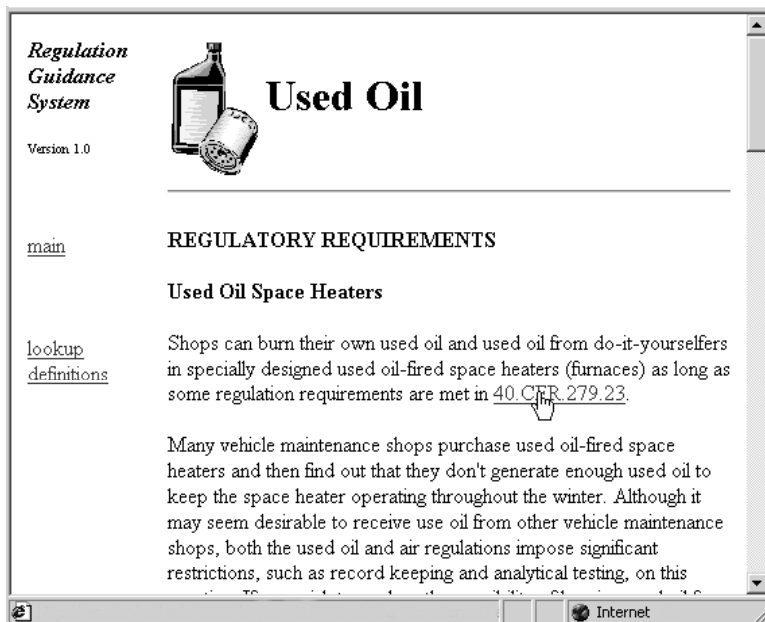 Regulation
Guidance
System
Version 1.0
main
lookup
definitions
Used Oil
REGULATORY REQUIREMENTS
Used Oil Space Heaters
Shops can burn their own used oil and used oil from do-it-yourselfers
in specially designed used oil-fired space heaters (furnaces) as long as
some regulation requirements are met in 40.CFR.279.23.
Many vehicle maintenance shops purchase used oil-fired space
heaters and then find out that they don't generate enough used oil to
keep the space heater operating throughout the winter. Although it
may seem desirable to receive use oil from other vehicle maintenance
shops, both the used oil and air regulations impose significant
restrictions, such as record keeping and analytical testing, on this
Internet